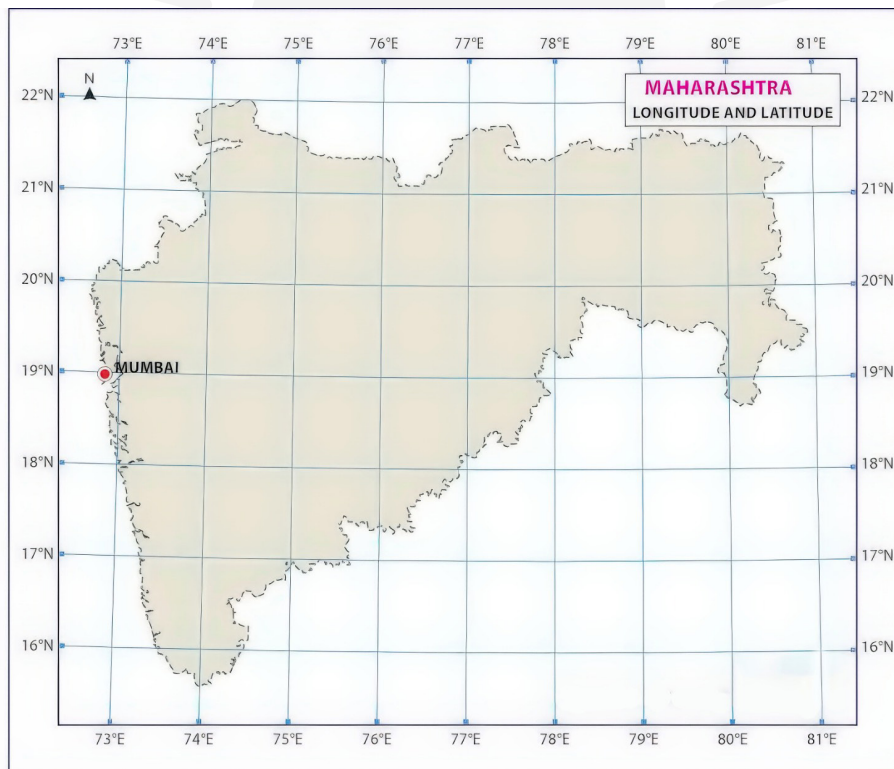 73°E 74°E 75°E 76°E 77°E 78°E 79°E 80°E 81°E
N
MAHARASHTRA
LONGITUDE AND LATITUDE
22°N 22°N
21°N 21°N
20°N 20°N
19°N MUMBAI 19°N
18°N 18°N
17°N 17°N
16°N 16°N
73°E 74°E 75°E 76°E 77°E 78°E 79°E 80°E 81°E